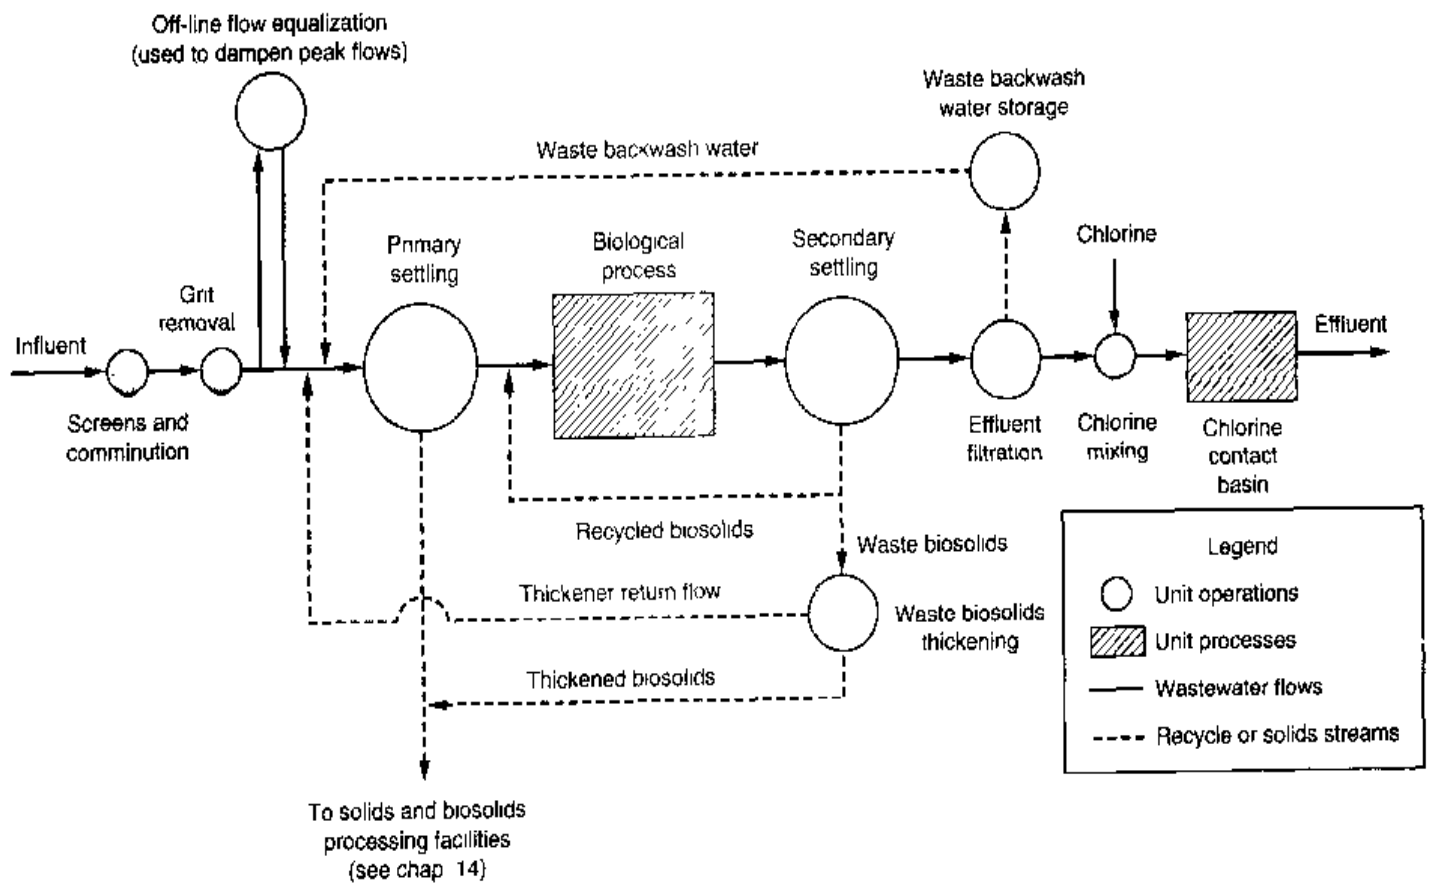 Off-line flow equalization
(used to dampen peak flows)
Waste backwash
water storage
Waste backwash water
Primary
settling
Biological
process
Secondary
settling
Chlorine
Grit
removal
Influent
Effluent
Screens and
comminution
Effluent
filtration
Chlorine
mixing
Chlorine
contact
basin
Recycled biosolids
Waste biosolids
Thickener return flow
Waste biosolids
thickening
Thickened biosolids
Legend
Unit operations
Unit processes
Wastewater flows
Recycle or solids streams
To solids and biosolids
processing facilities
(see chap 14)